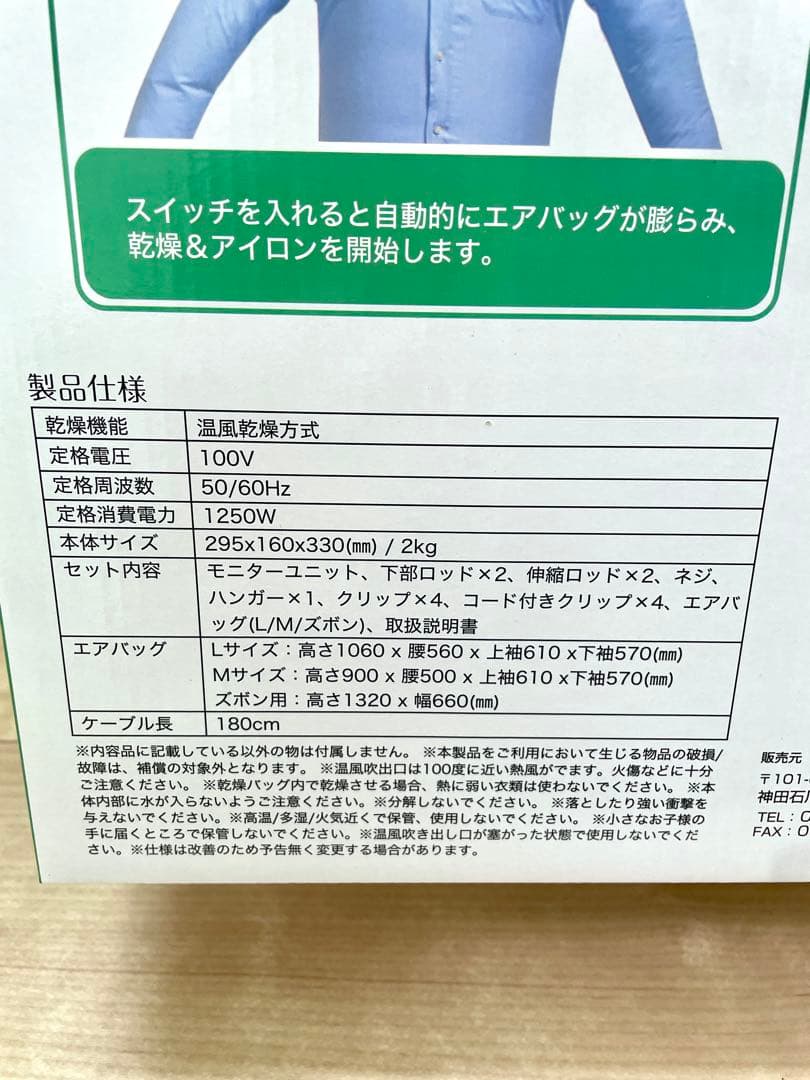 スイッチを入れると自動的にエアバッグが膨らみ、
乾燥＆アイロンを開始します。
製品仕様
乾燥機能 温風乾燥方式
定格電圧 100V
定格周波数 50/60Hz
定格消費電力 1250W
本体サイズ 295x160x330(㎜) / 2kg
セット内容 モニターユニット、下部ロッド×2、伸縮ロッド×2、ネジ、
ハンガー×1、クリップ×4、コード付きクリップ×4、エアバ
ッグ(L/M/ズボン)、取扱説明書
エアバッグ Lサイズ：高さ1060 x 腰560 x 上袖610 x下袖570(㎜)
Mサイズ：高さ900 x 腰500 x 上袖610 x下袖570(㎜)
ズボン用：高さ1320 x 幅660(㎜)
ケーブル長 180cm
※内容品に記載している以外の物は付属しません。 ※本製品をご利用において生じる物品の破損/
故障は、補償の対象外となります。 ※温風吹出口は100度に近い熱風がでます。火傷などに十分
ご注意ください。 ※乾燥バッグ内で乾燥させる場合、熱に弱い衣類は使わないでください。 ※本
体内部に水が入らないようご注意ください。※分解しないでください。 ※落としたり強い衝撃を
与えないでください。※高温/多湿/火気近くで保管、使用しないでください。 ※小さなお子様の
手に届くところで保管しないでください。※温風吹き出し口が塞がった状態で使用しないでくだ
さい。※仕様は改善のため予告無く変更する場合があります。
販売元
〒101-
神田石
TEL：0
FAX：0